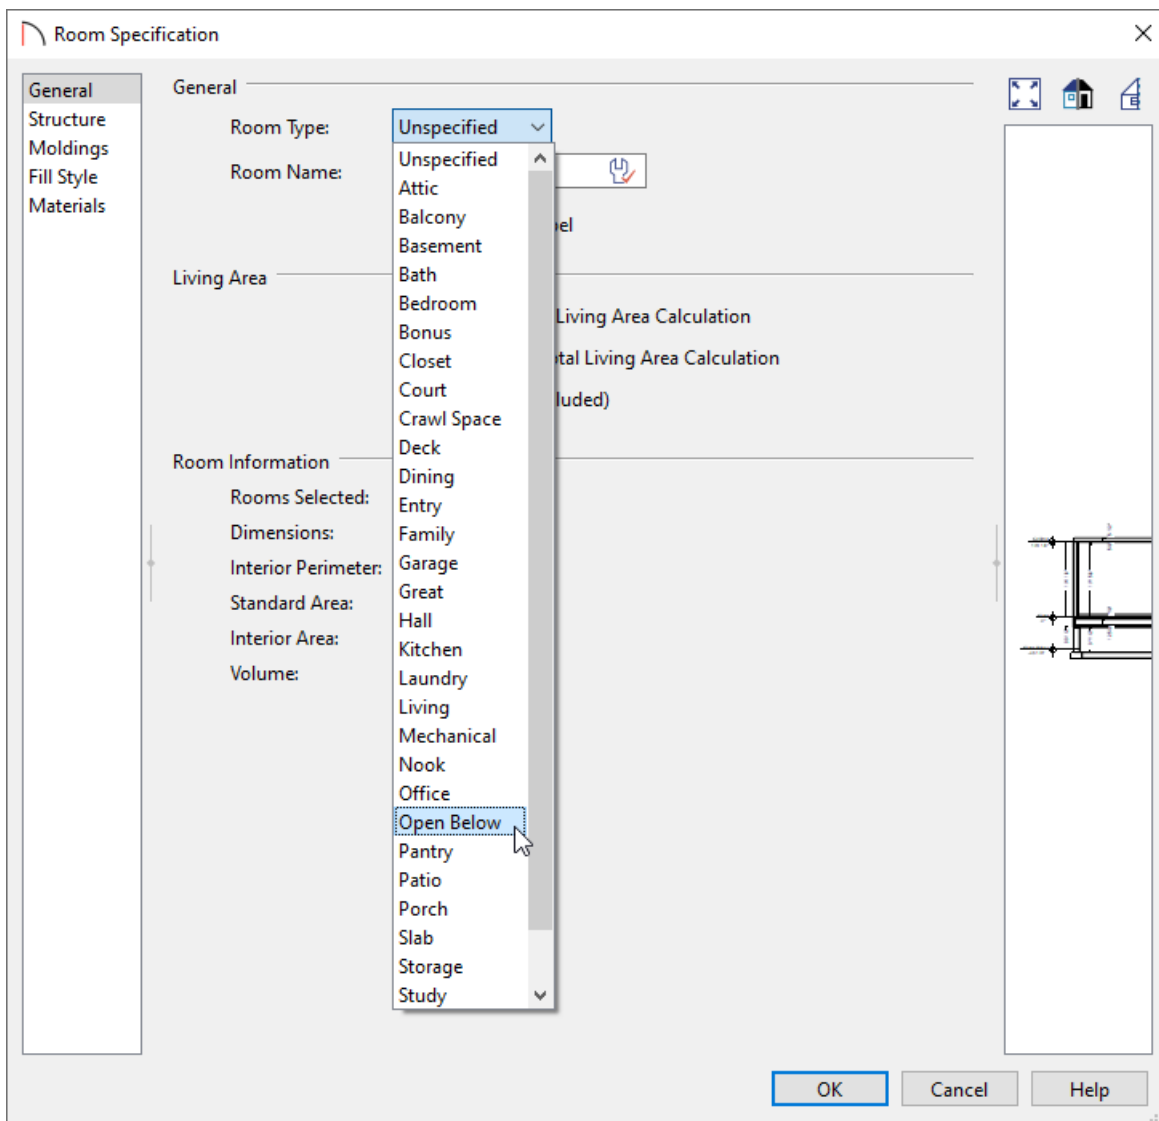 Room Specification
General
Structure
Moldings
Fill Style
Materials
General
Room Type: Unspecified
Room Name:
Living Area
Living Area Calculation
Total Living Area Calculation
Room Information
Rooms Selected:
Dimensions:
Interior Perimeter:
Standard Area:
Interior Area:
Volume:
Unspecified
Attic
Balcony
Basement
Bath
Bedroom
Bonus
Closet
Court
Crawl Space
Deck
Dining
Entry
Family
Garage
Great
Hall
Kitchen
Laundry
Living
Mechanical
Nook
Office
Open Below
Pantry
Patio
Porch
Slab
Storage
Study
OK Cancel Help